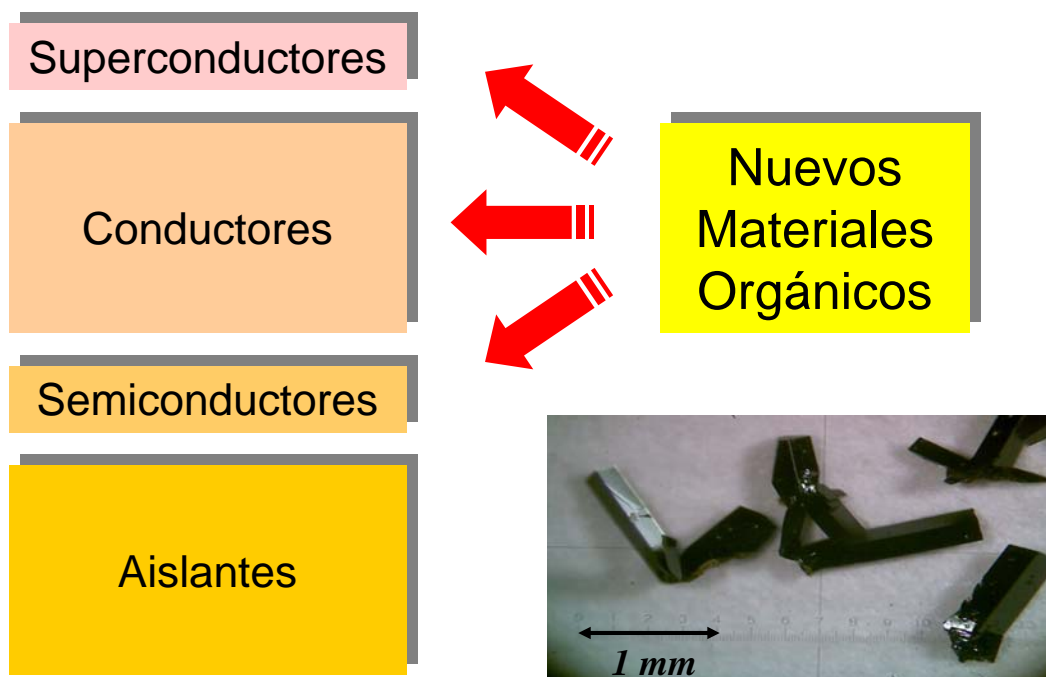 Superconductores
Conductores
Semiconductores
Aislantes
Nuevos
Materiales
Orgánicos
1 mm